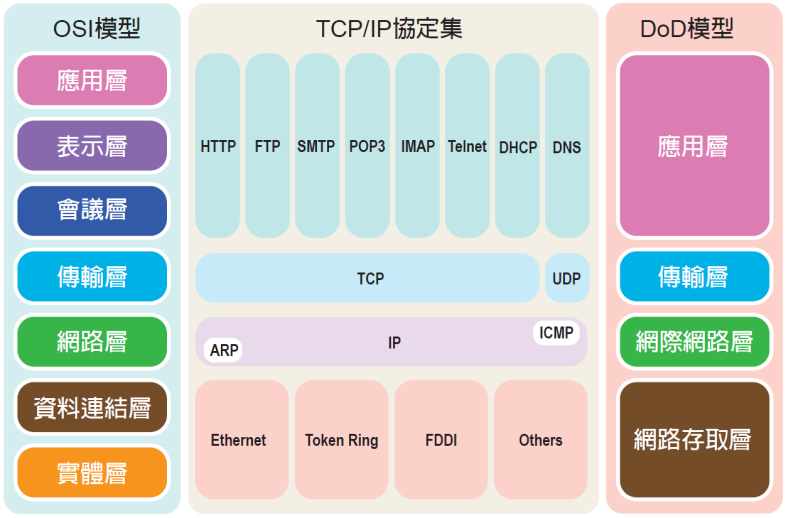 OSI模型
應用層
表示層
會議層
傳輸層
網路層
資料連結層
實體層
TCP/IP協定集
HTTP FTP SMTP POP3 IMAP Telnet DHCP DNS
TCP UDP
ARP IP ICMP
Ethernet Token Ring FDDI Others
DoD模型
應用層
傳輸層
網際網路層
網路存取層